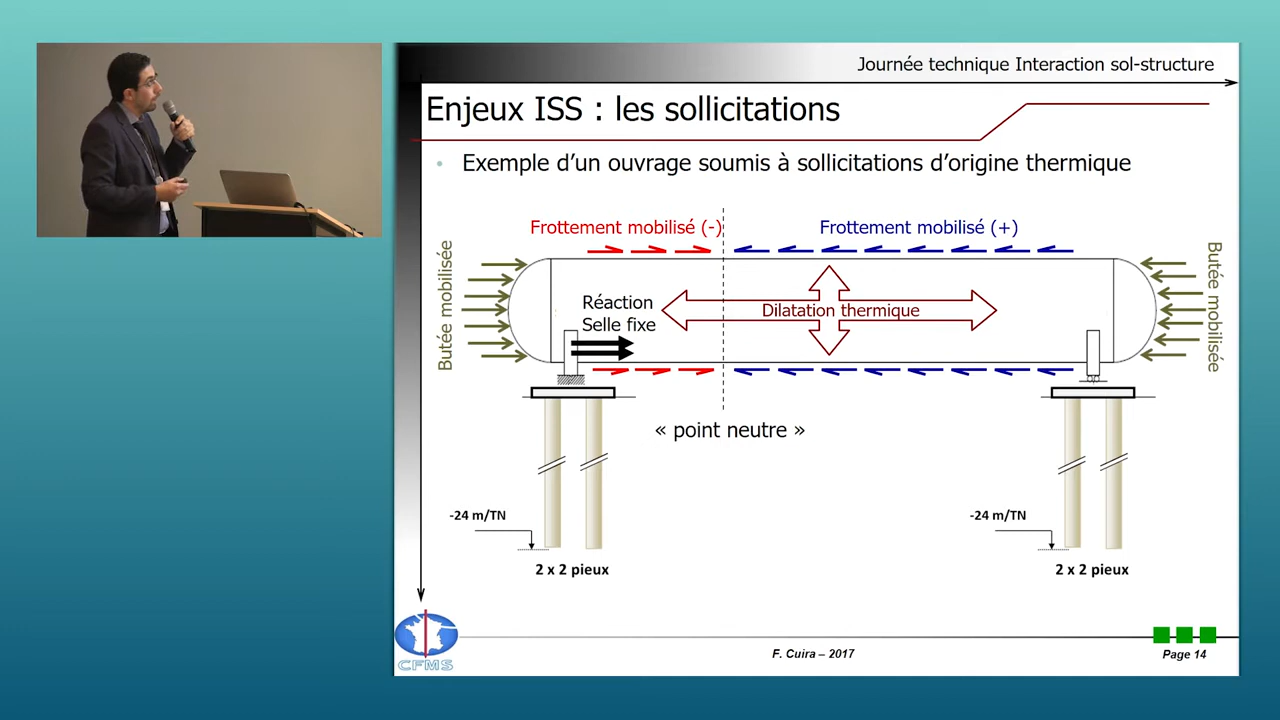 Journée technique Interaction sol-structure
Enjeux ISS : les sollicitations
• Exemple d'un ouvrage soumis à sollicitations d'origine thermique
Frottement mobilisé (-)
Frottement mobilisé (+)
Butée mobilisée
Réaction
Selle fixe
Dilatation thermique
Butée mobilisée
« point neutre »
-24 m/TN
-24 m/TN
2 x 2 pieux
2 x 2 pieux
CFMS
F. Cuira – 2017
Page 14